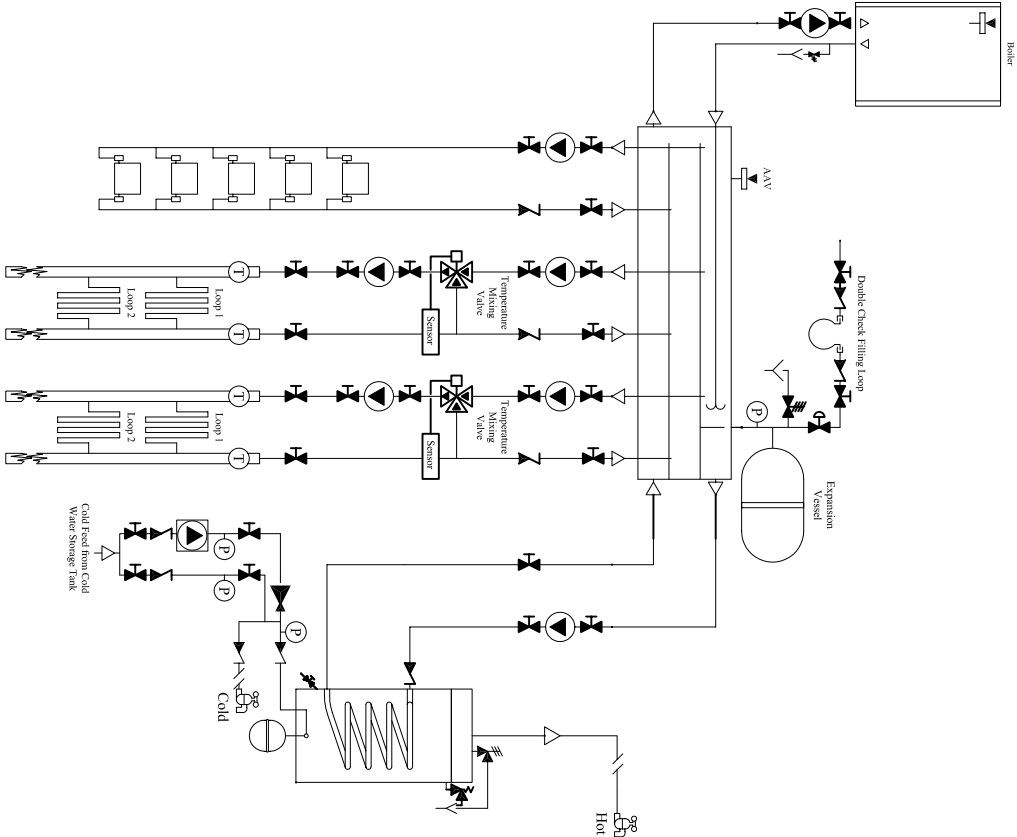 Boiler
AAV
Double Check Filling Loop
P
Expansion
Vessel
Temperature
Mixing
Valve
Sensor
T
T
Loop 1
Loop 2
Temperature
Mixing
Valve
Sensor
T
T
Loop 1
Loop 2
Cold Feed from Cold
Water Storage Tank
P
P
P
Cold
Hot